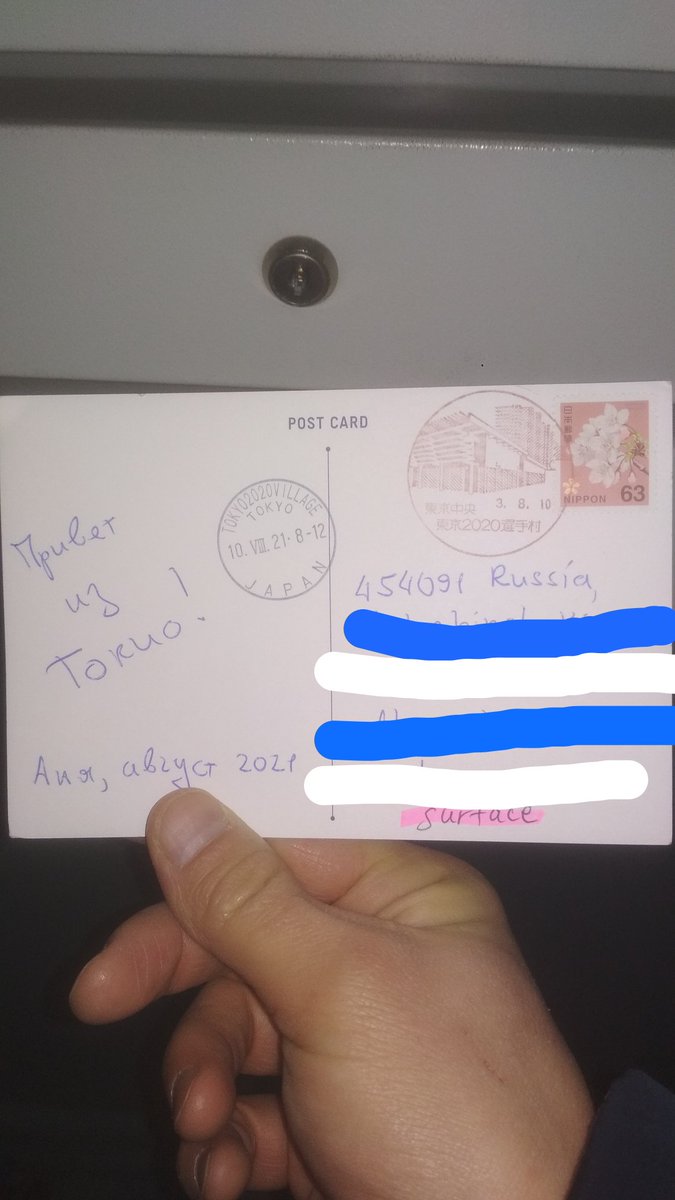 POST CARD
日本郵便
NIPPON 63
東京中央 3.8.10
東京2020選手村
TOKYO2020VILLAGE
TOKYO
10.VIII.21·8-12
JAPAN
Привет
из
Токио!
Аня, август 2021
454091 Russia,
surface